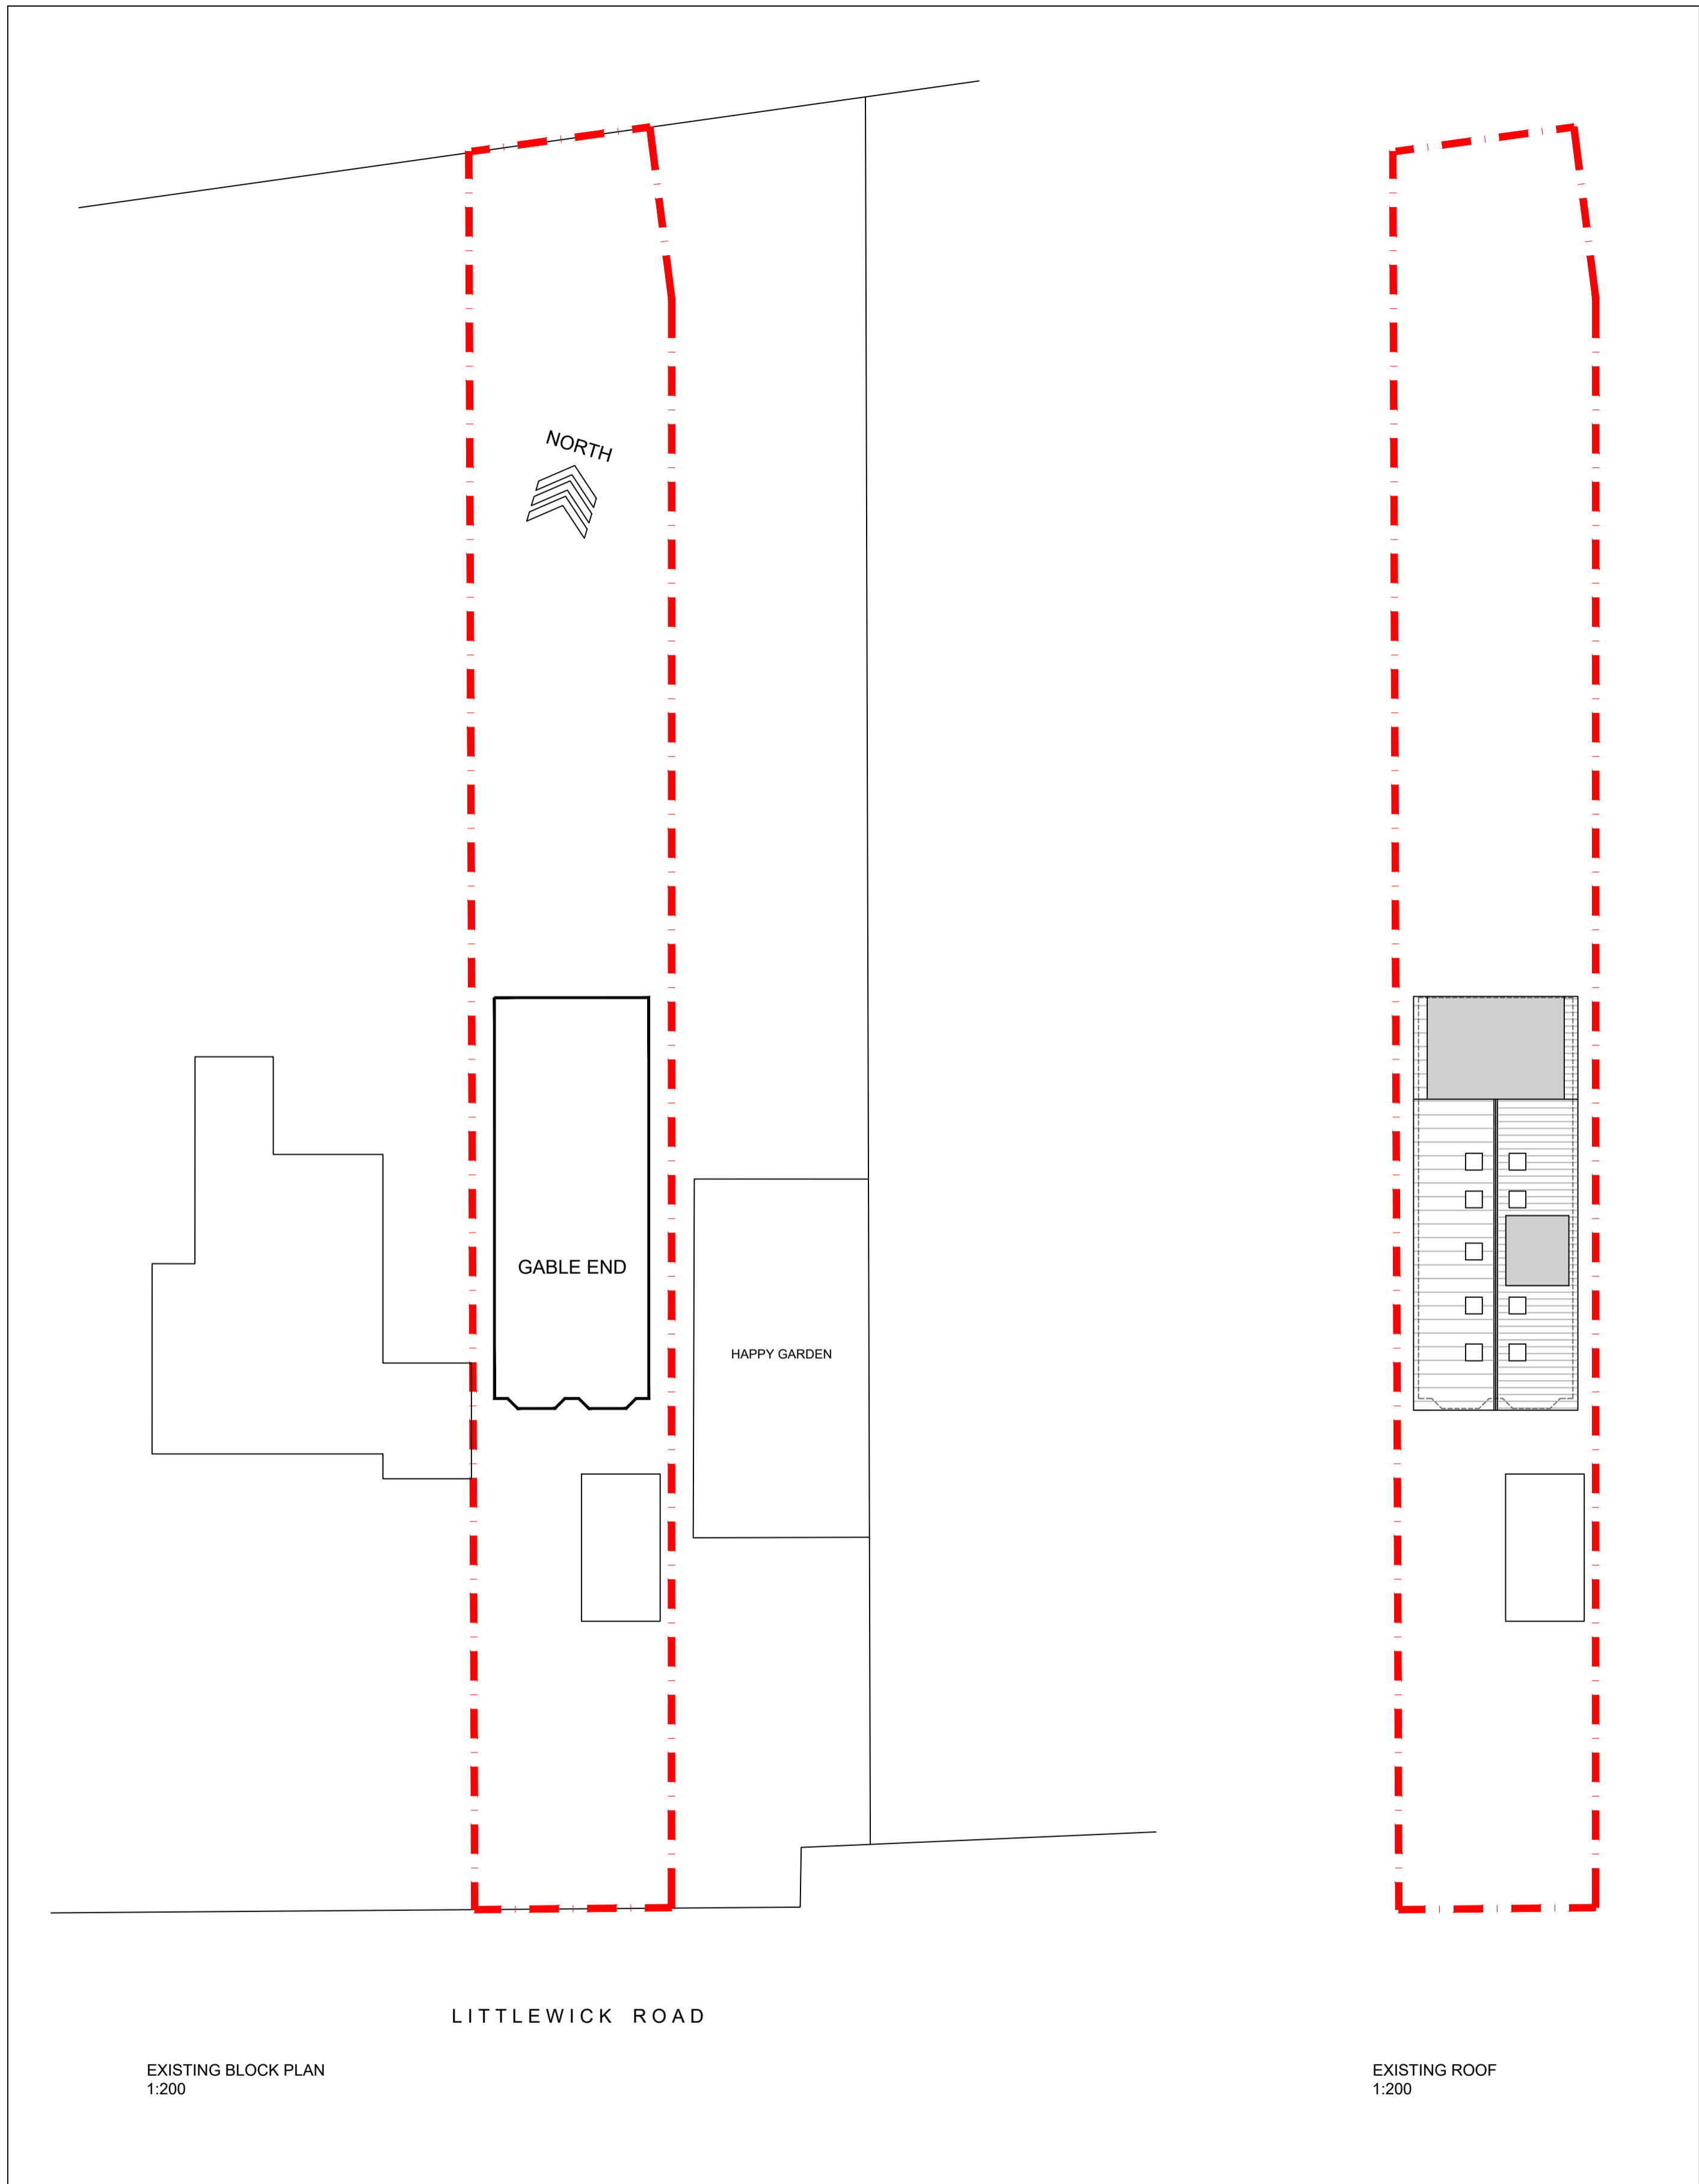 NORTH
GABLE END
HAPPY GARDEN
LITTLEWICK ROAD
EXISTING BLOCK PLAN
1:200
EXISTING ROOF
1:200